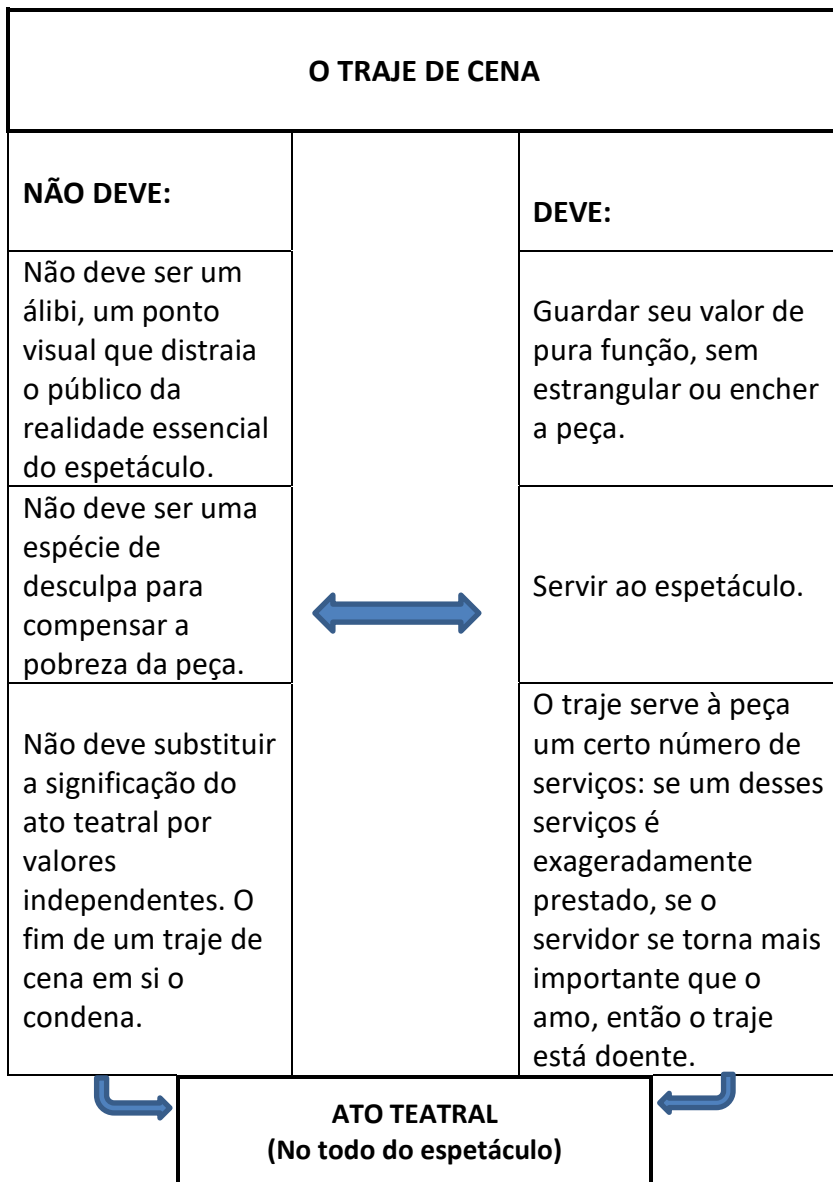 O TRAJE DE CENA
NÃO DEVE:
DEVE:
Não deve ser um
álibi, um ponto
visual que distraia
o público da
realidade essencial
do espetáculo.
Guardar seu valor de
pura função, sem
estrangular ou encher
a peça.
Não deve ser uma
espécie de
desculpa para
compensar a
pobreza da peça.
Servir ao espetáculo.
Não deve substituir
a significação do
ato teatral por
valores
independentes. O
fim de um traje de
cena em si o
condena.
O traje serve à peça
um certo número de
serviços: se um desses
serviços é
exageradamente
prestado, se o
servidor se torna mais
importante que o
amo, então o traje
está doente.
ATO TEATRAL
(No todo do espetáculo)